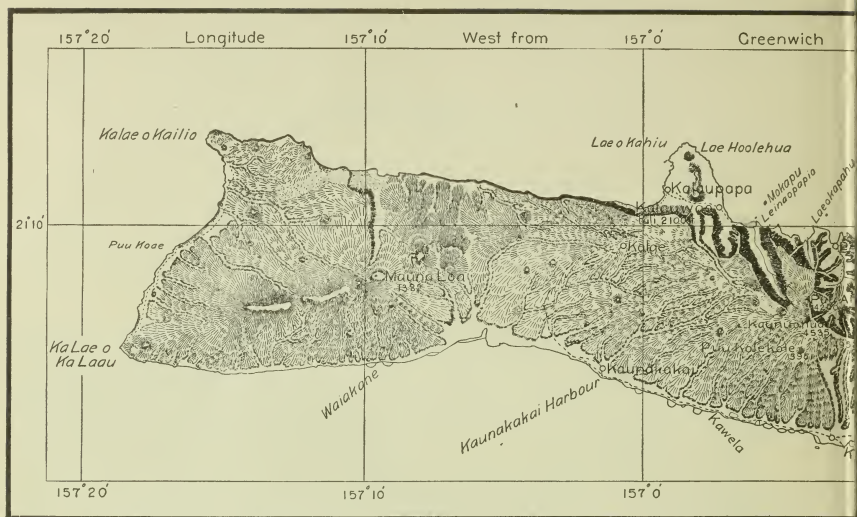 157°20′ Longitude 157°10′ West from 157°0′ Greenwich
Kalae o Kailio
Lae o Kahiu
Lae Hoolehua
Kalaupapa
Mokapu
Leinaopapio
Laeokapahu
21°10′
Kalae
Puu Koae
Mauna Loa
1382
Puu Kolekole
Ka Lae o
Ka Laau
Kaunakakai
Waiakane
Kaunakakai Harbour
Kawela
K
157°20′ 157°10′ 157°0′